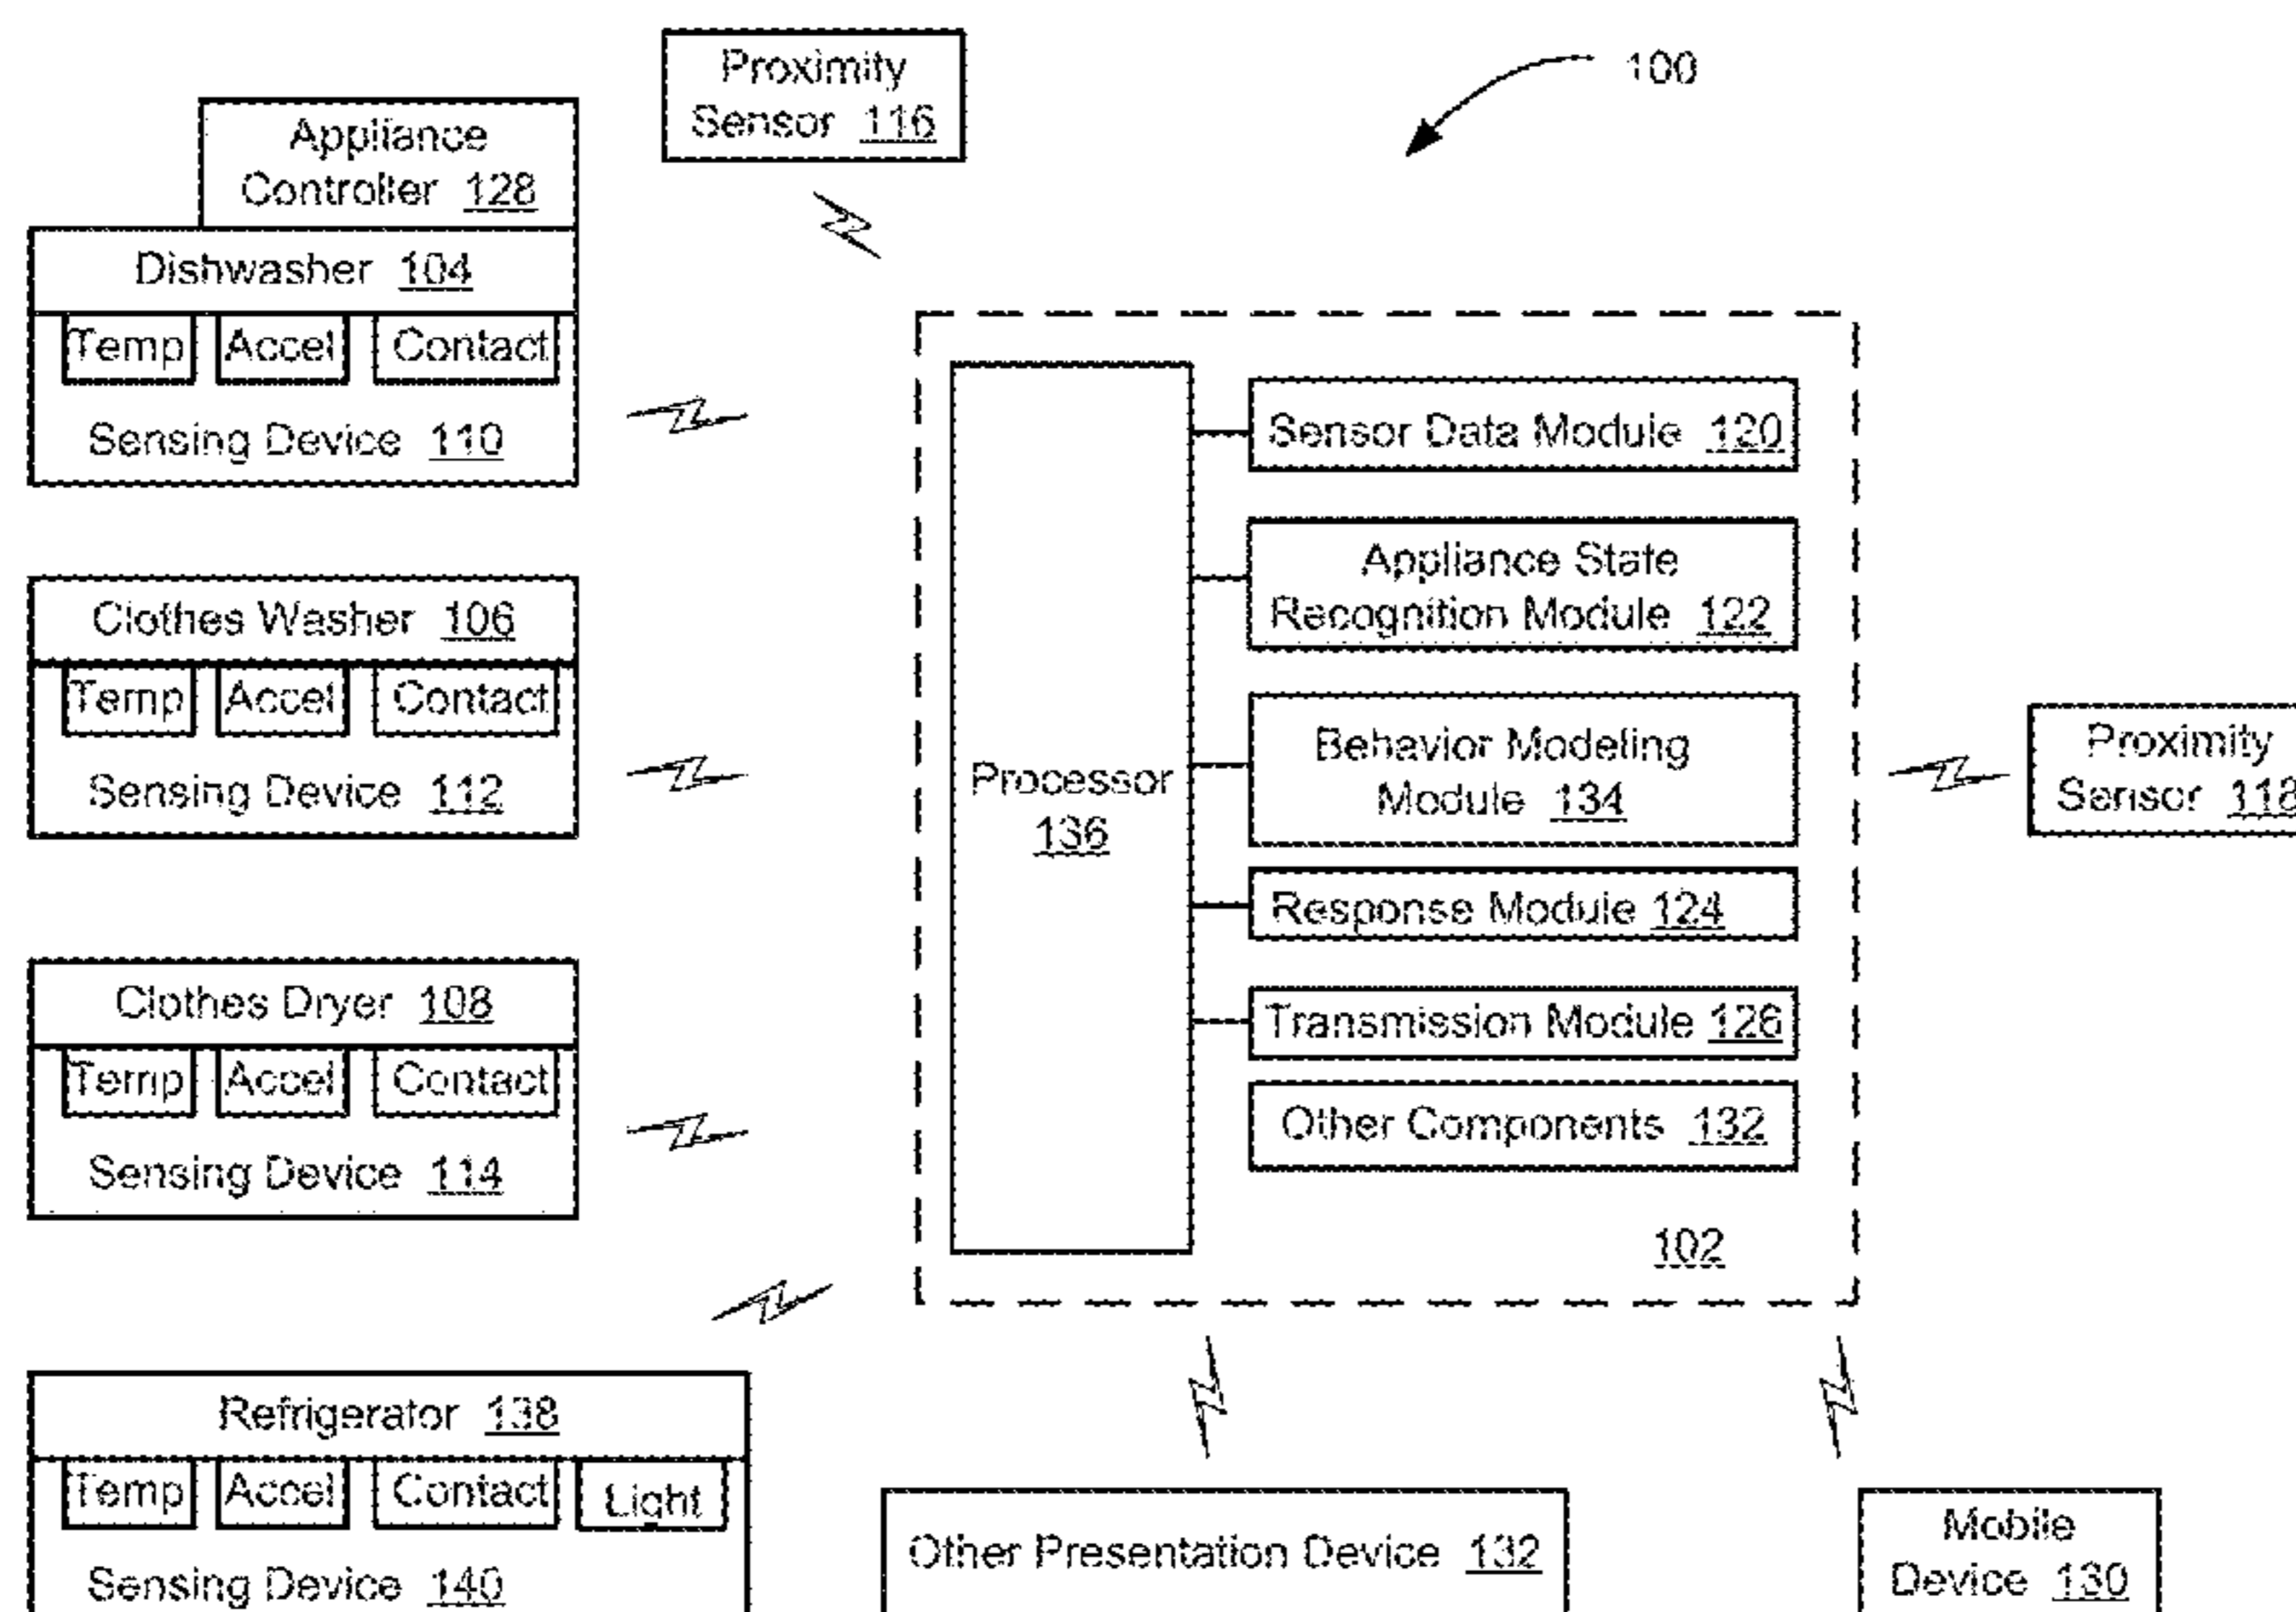 Proximity
Sensor 116
100
Appliance
Controller 128
Dishwasher 104
Temp Accel Contact
Sensing Device 110
Clothes Washer 106
Temp Accel Contact
Sensing Device 112
Clothes Dryer 108
Temp Accel Contact
Sensing Device 114
Refrigerator 138
Temp Accel Contact Light
Sensing Device 140
Processor
136
Sensor Data Module 120
Appliance State
Recognition Module 122
Behavior Modeling
Module 134
Response Module 124
Transmission Module 126
Other Components 132
102
Proximity
Sensor 118
Other Presentation Device 132
Mobile
Device 130